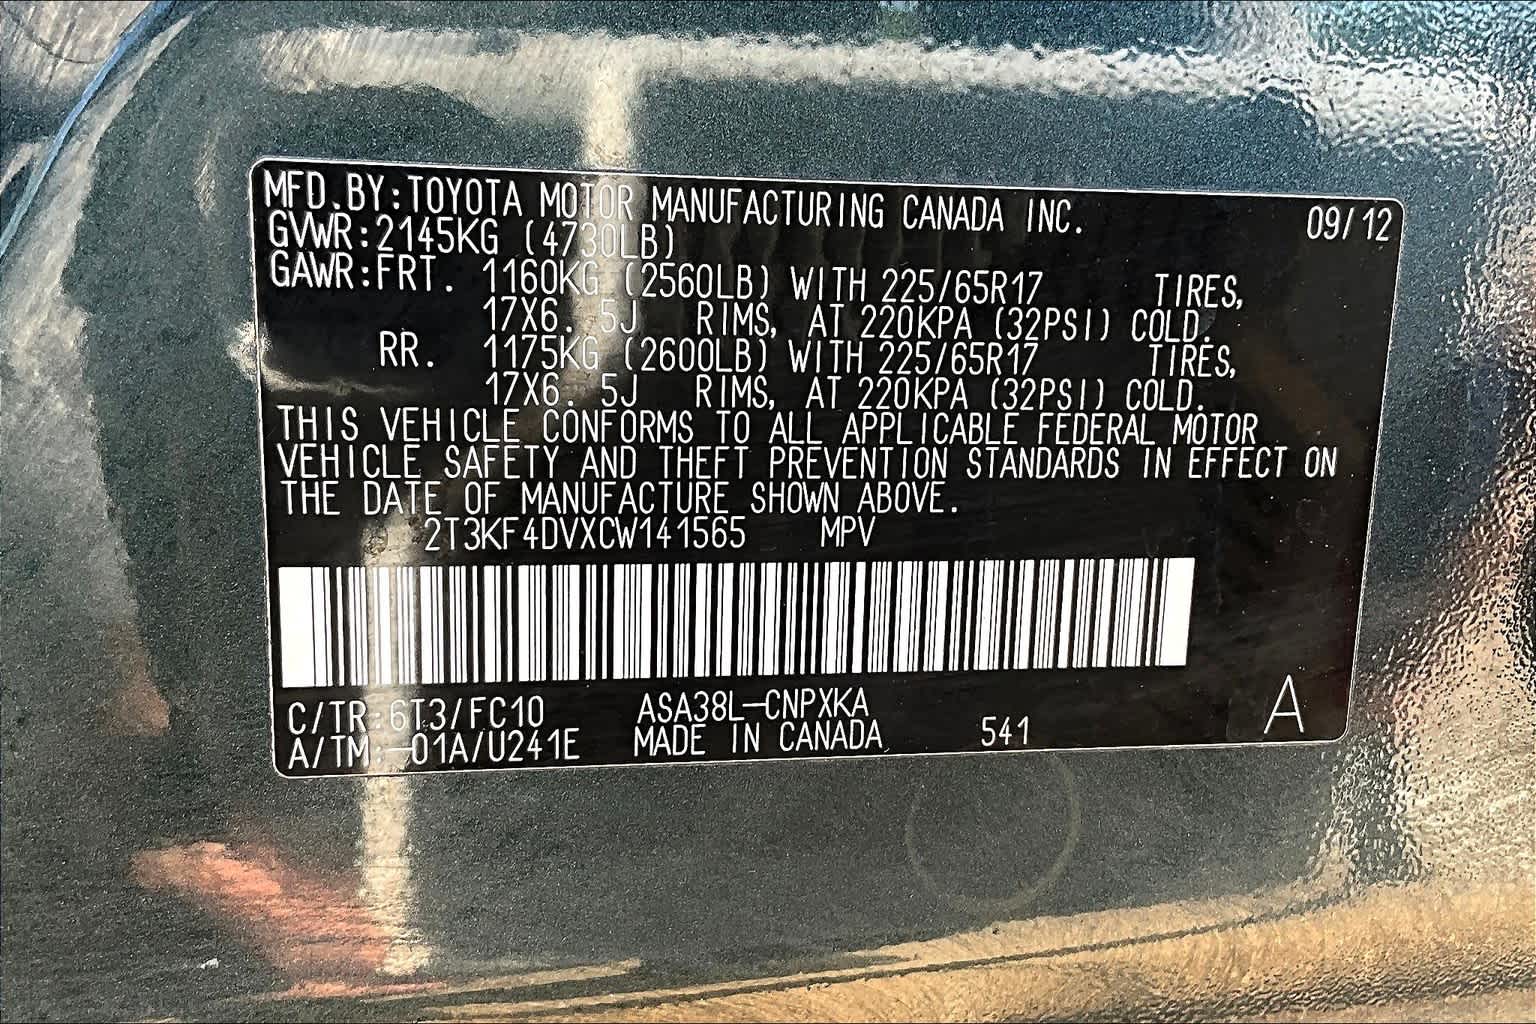 MFD.BY:TOYOTA MOTOR MANUFACTURING CANADA INC. 09/12
GVWR:2145KG (4730LB)
GAWR:FRT. 1160KG (2560LB) WITH 225/65R17 TIRES,
17X6.5J RIMS, AT 220KPA (32PSI) COLD.
RR. 1175KG (2600LB) WITH 225/65R17 TIRES,
17X6.5J RIMS, AT 220KPA (32PSI) COLD.
THIS VEHICLE CONFORMS TO ALL APPLICABLE FEDERAL MOTOR
VEHICLE SAFETY AND THEFT PREVENTION STANDARDS IN EFFECT ON
THE DATE OF MANUFACTURE SHOWN ABOVE.
2T3KF4DVXCW141565 MPV
C/TR:6T3/FC10 ASA38L-CNPXKA
A/TM:-01A/U241E MADE IN CANADA 541 A